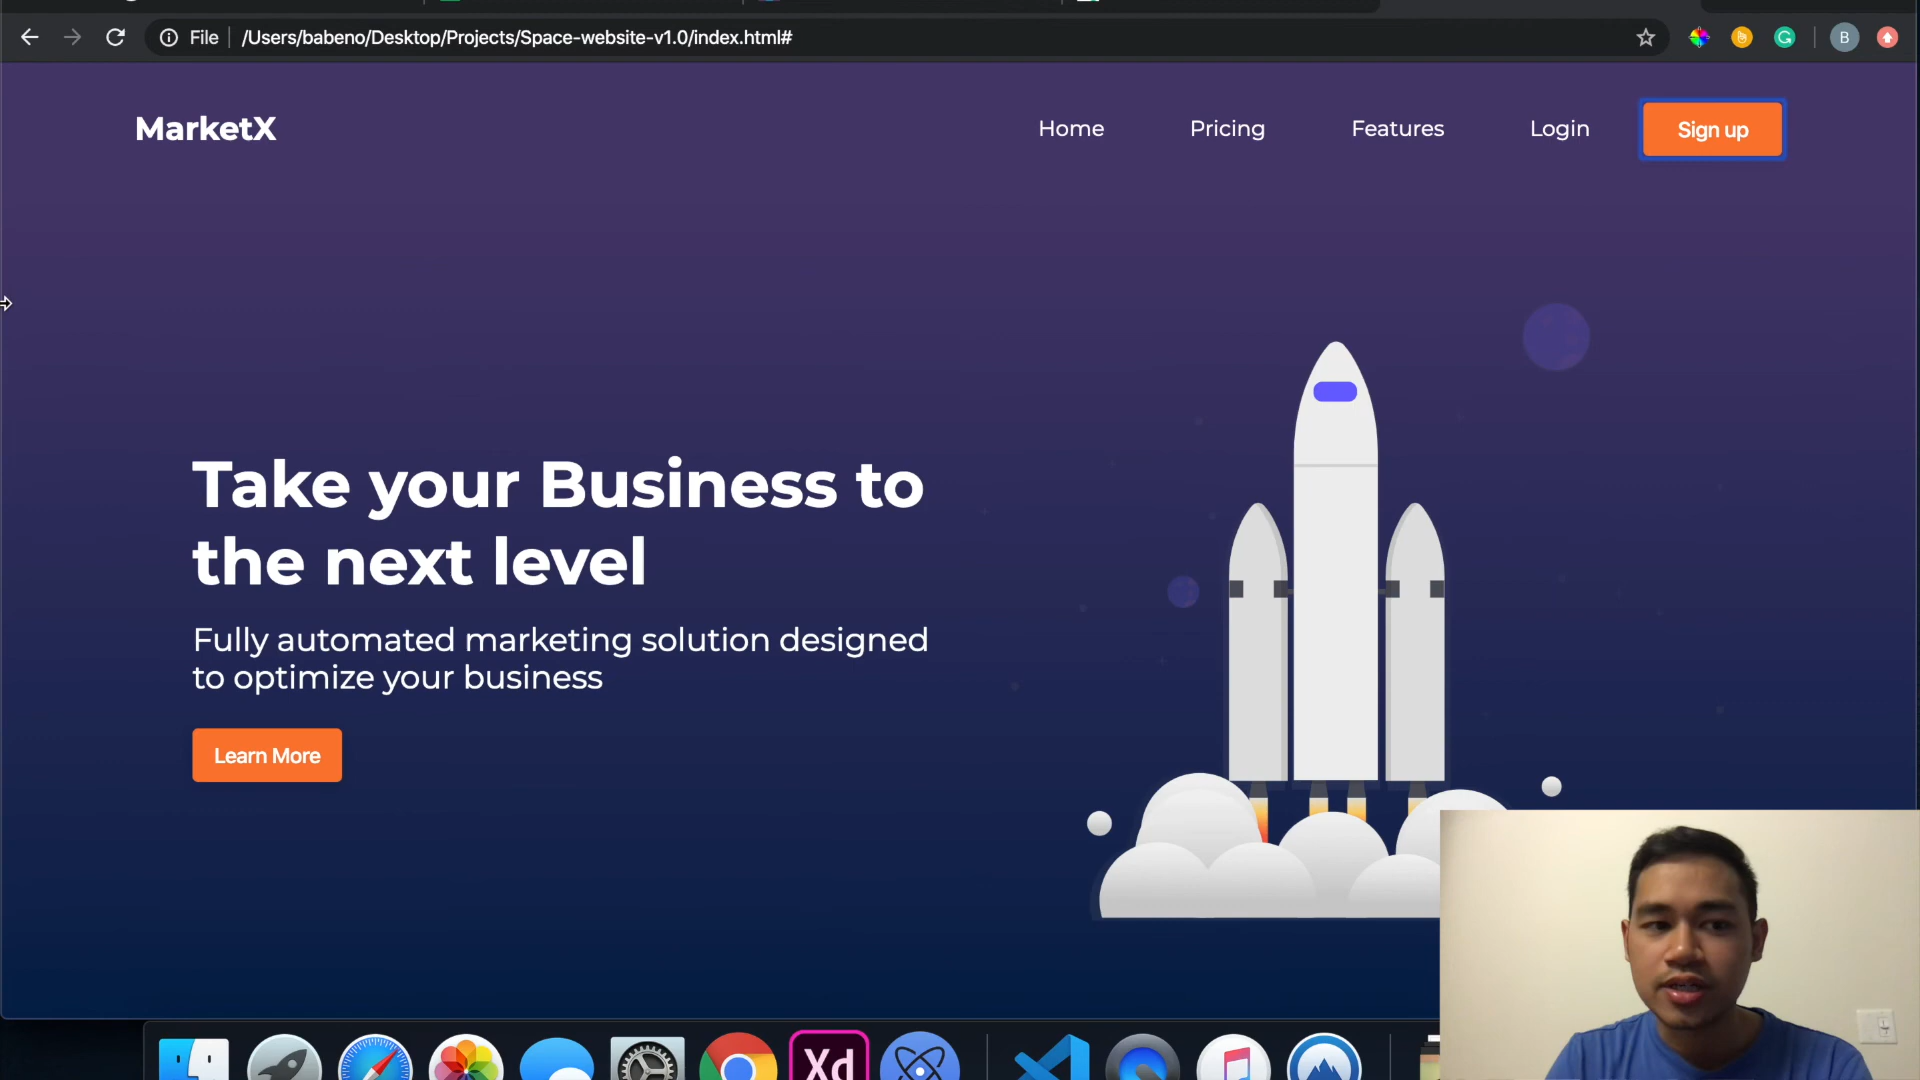 File /Users/babeno/Desktop/Projects/Space-website-v1.0/index.html#
B
MarketX
Home
Pricing
Features
Login
Sign up
Take your Business to
the next level
Fully automated marketing solution designed
to optimize your business
Learn More
Xd